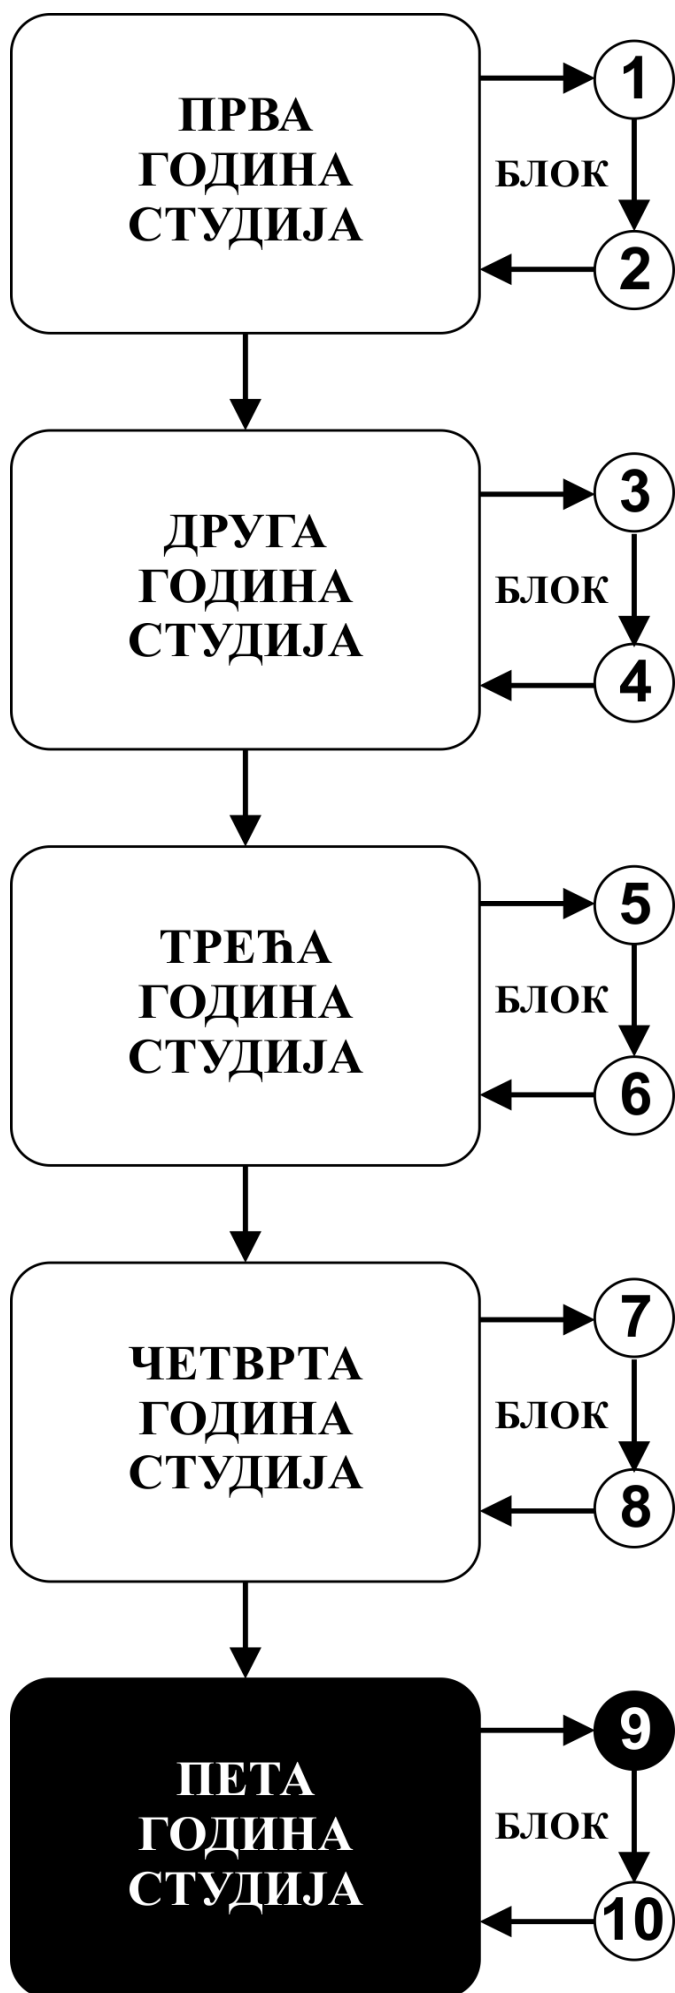 ПРВА
ГОДИНА
СТУДИЈА
1
БЛОК
2
ДРУГА
ГОДИНА
СТУДИЈА
3
БЛОК
4
ТРЕЋА
ГОДИНА
СТУДИЈА
5
БЛОК
6
ЧЕТВРТА
ГОДИНА
СТУДИЈА
7
БЛОК
8
ПЕТА
ГОДИНА
СТУДИЈА
9
БЛОК
10